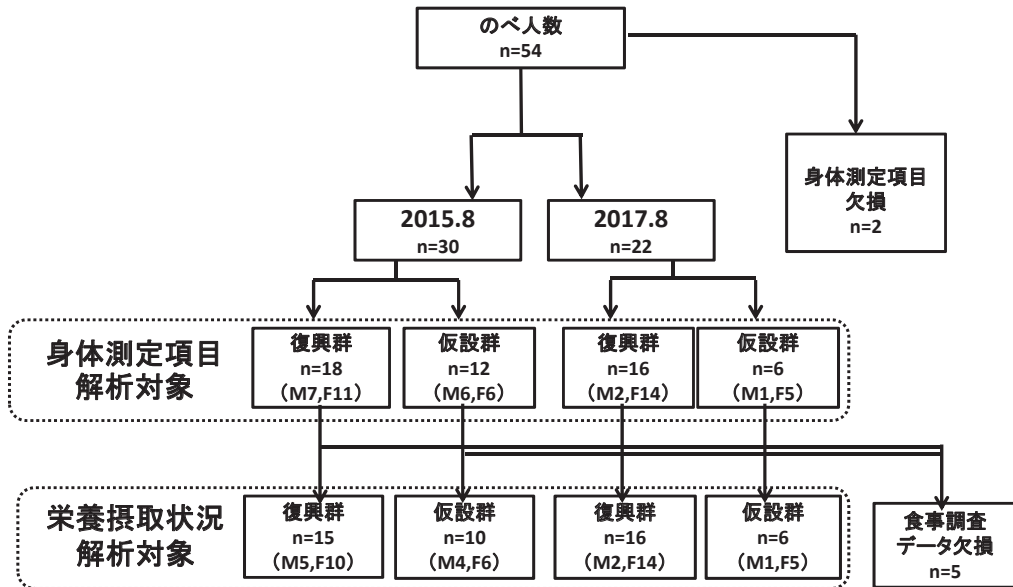 のべ人数
n=54
身体測定項目
欠損
n=2
2015.8
n=30
2017.8
n=22
身体測定項目
解析対象
復興群
n=18
(M7,F11)
仮設群
n=12
(M6,F6)
復興群
n=16
(M2,F14)
仮設群
n=6
(M1,F5)
栄養摂取状況
解析対象
復興群
n=15
(M5,F10)
仮設群
n=10
(M4,F6)
復興群
n=16
(M2,F14)
仮設群
n=6
(M1,F5)
食事調査
データ欠損
n=5